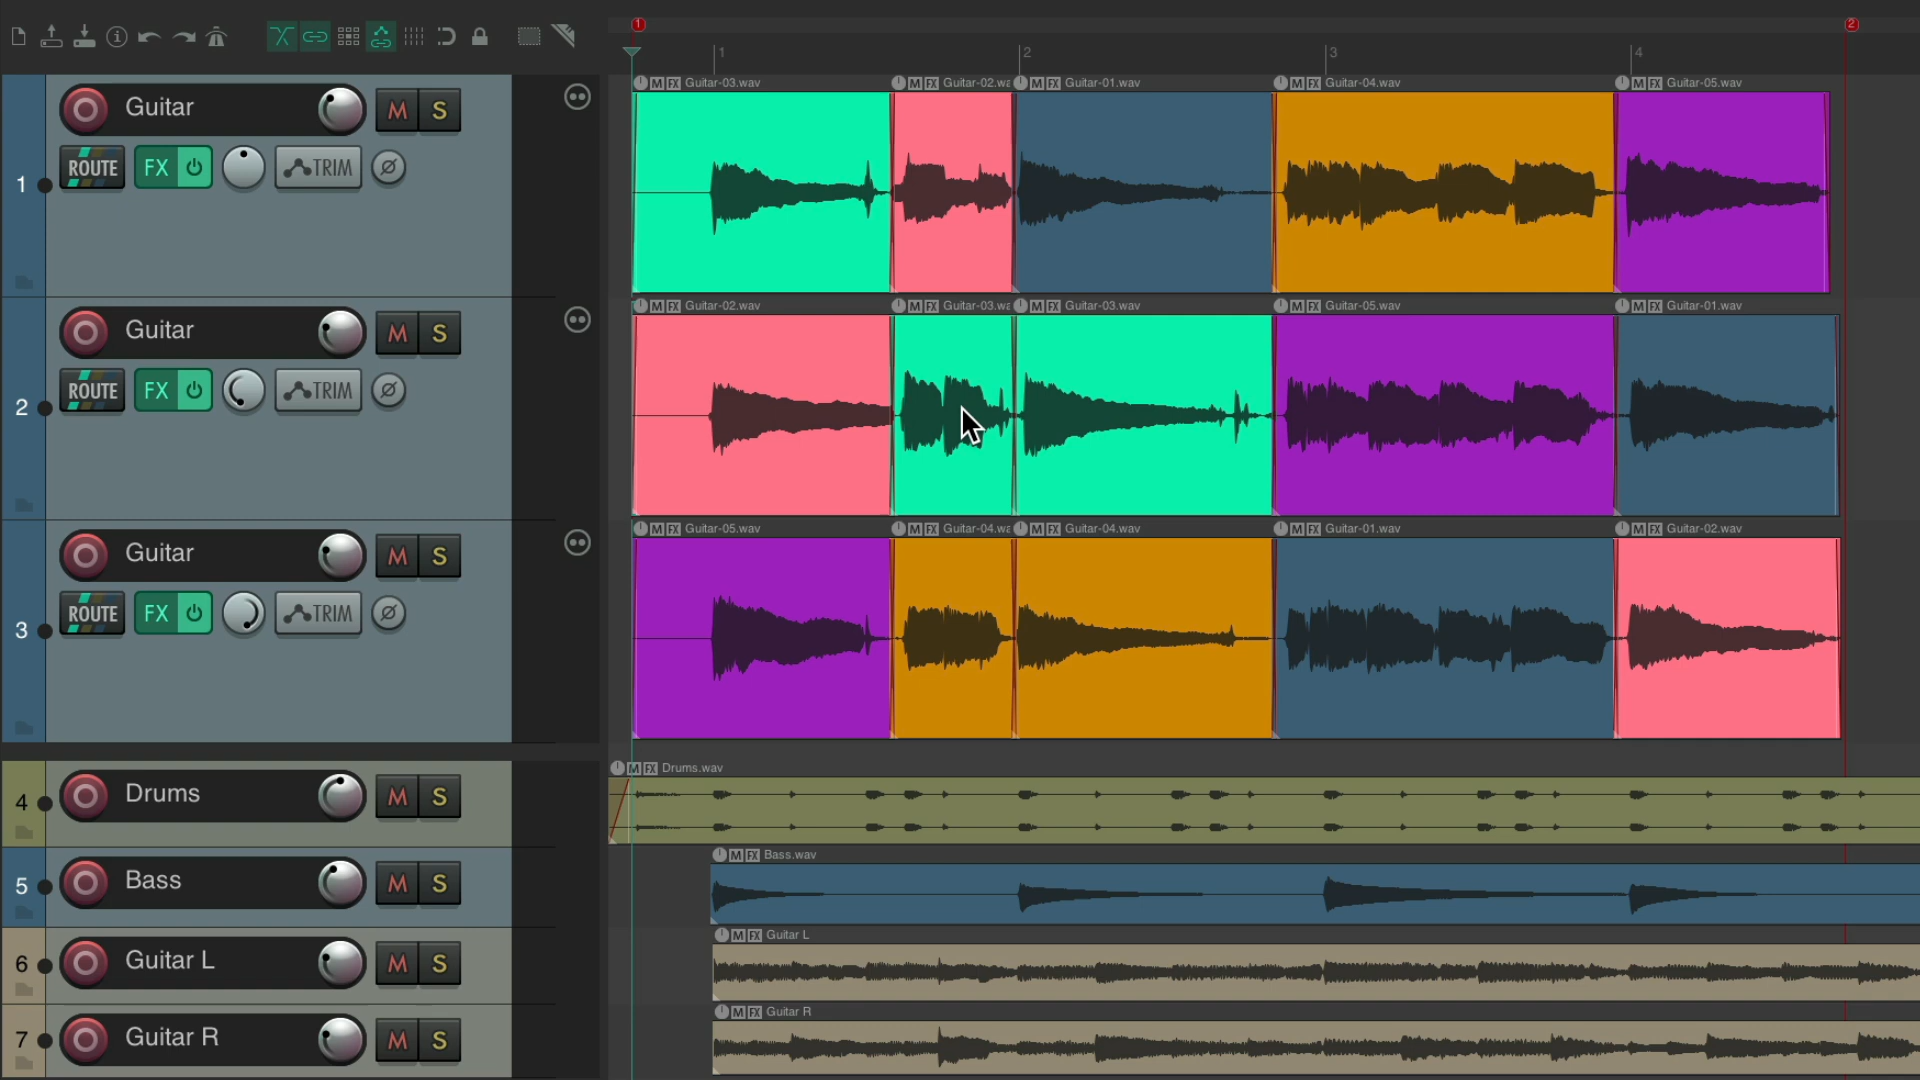 1
2
1
2
3
4
M FX Guitar-03.wav
M FX Guitar-02.wa
M FX Guitar-01.wav
M FX Guitar-04.wav
M FX Guitar-05.wav
Guitar
M S
1
ROUTE
FX
TRIM
M FX Guitar-02.wav
M FX Guitar-03.wa
M FX Guitar-03.wav
M FX Guitar-05.wav
M FX Guitar-01.wav
Guitar
M S
2
ROUTE
FX
TRIM
M FX Guitar-05.wav
M FX Guitar-04.wa
M FX Guitar-04.wav
M FX Guitar-01.wav
M FX Guitar-02.wav
Guitar
M S
3
ROUTE
FX
TRIM
M FX Drums.wav
4
Drums
M S
M FX Bass.wav
5
Bass
M S
M FX Guitar L
6
Guitar L
M S
M FX Guitar R
7
Guitar R
M S